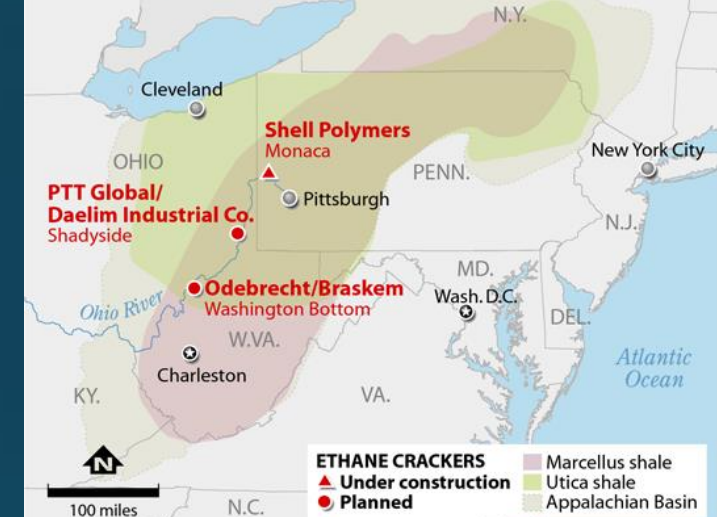 N.Y.
Cleveland
Shell Polymers
Monaca
New York City
OHIO
PENN.
PTT Global/
Daelim Industrial Co.
Shadyside
Pittsburgh
N.J.
Odebrecht/Braskem
Washington Bottom
MD.
Wash. D.C.
Ohio River
W.VA.
DEL.
Charleston
Atlantic
Ocean
KY.
VA.
N
100 miles
N.C.
ETHANE CRACKERS
Under construction
Planned
Marcellus shale
Utica shale
Appalachian Basin